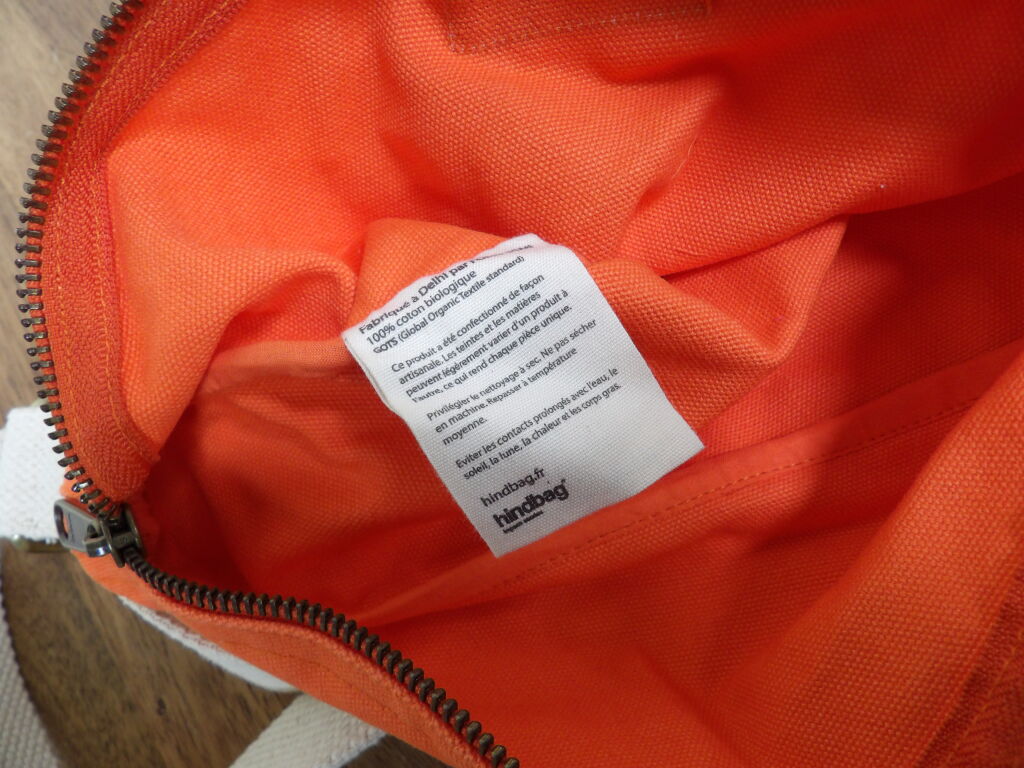 Fabriqué à Delhi par
100% coton biologique
GOTS (Global Organic Textile standard)
Ce produit a été confectionné de façon
artisanale. Les teintes et les matières
peuvent légèrement varier d'un produit à
l'autre, ce qui rend chaque pièce unique.
Privilégier le nettoyage à sec. Ne pas sécher
en machine. Repasser à température
moyenne.
Eviter les contacts prolongés avec l'eau, le
soleil, la lune, la chaleur et les corps gras.
hindbag.fr
hindbag